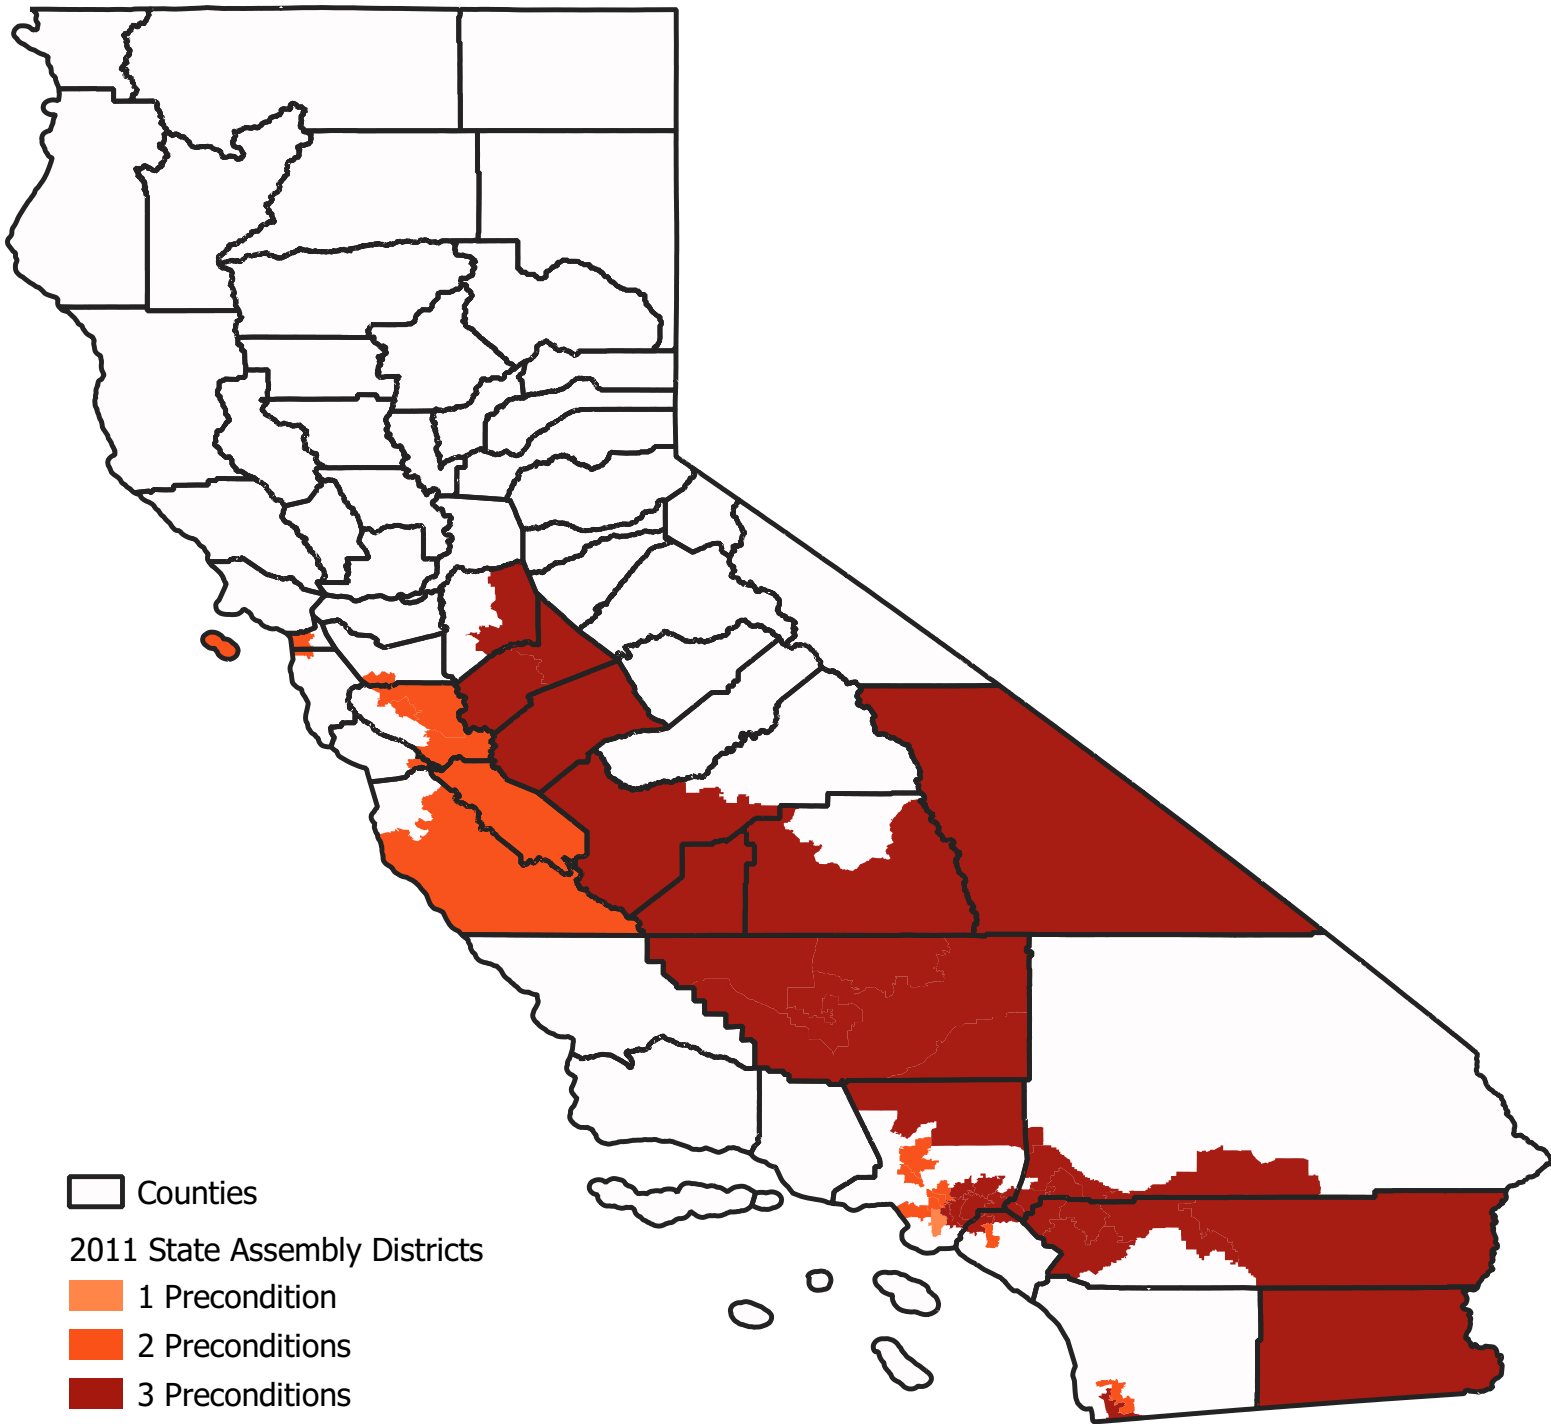 Counties
2011 State Assembly Districts
1 Precondition
2 Preconditions
3 Preconditions